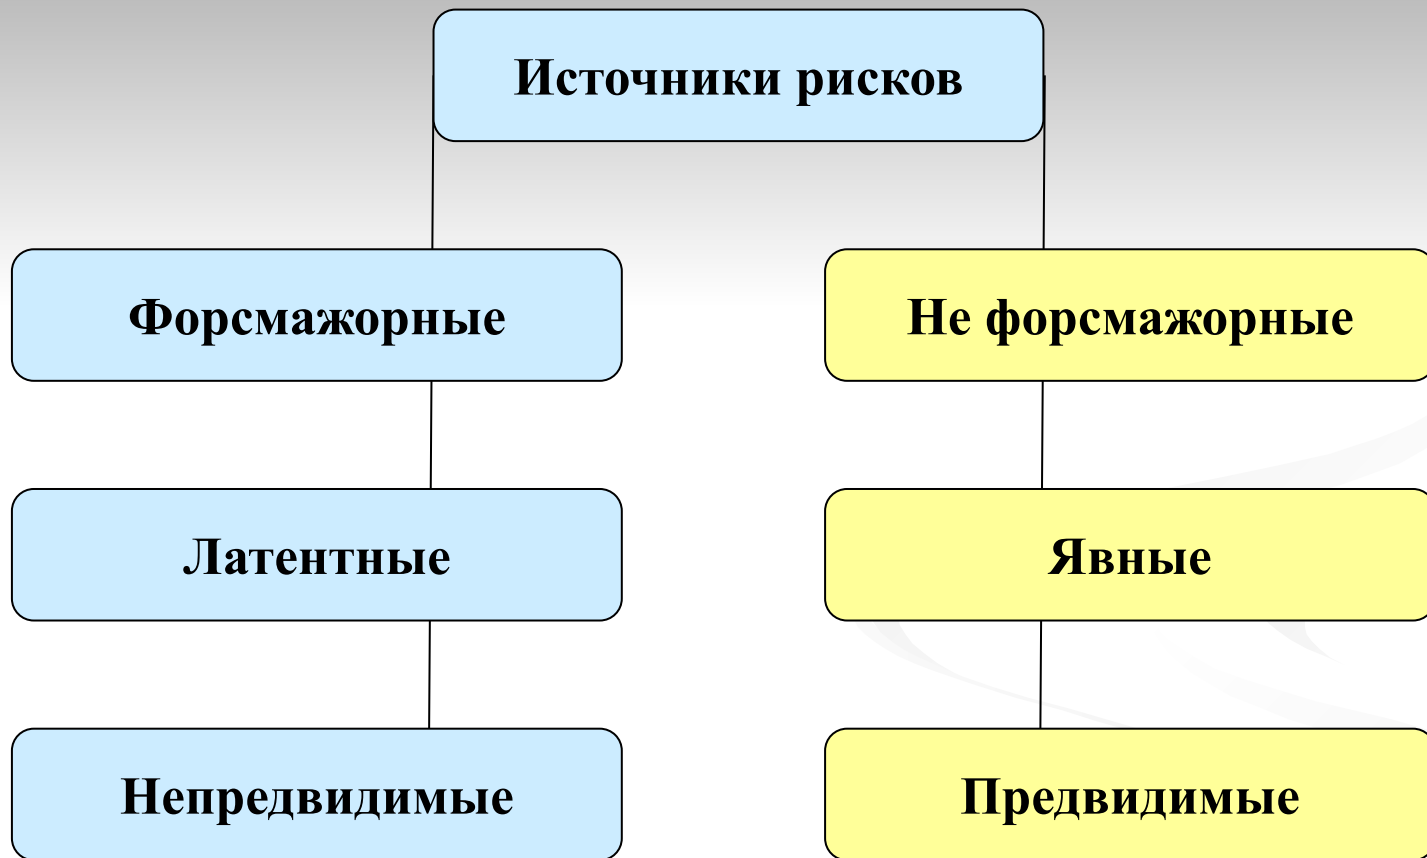 Источники рисков
Форсмажорные
Не форсмажорные
Латентные
Явные
Непредвидимые
Предвидимые